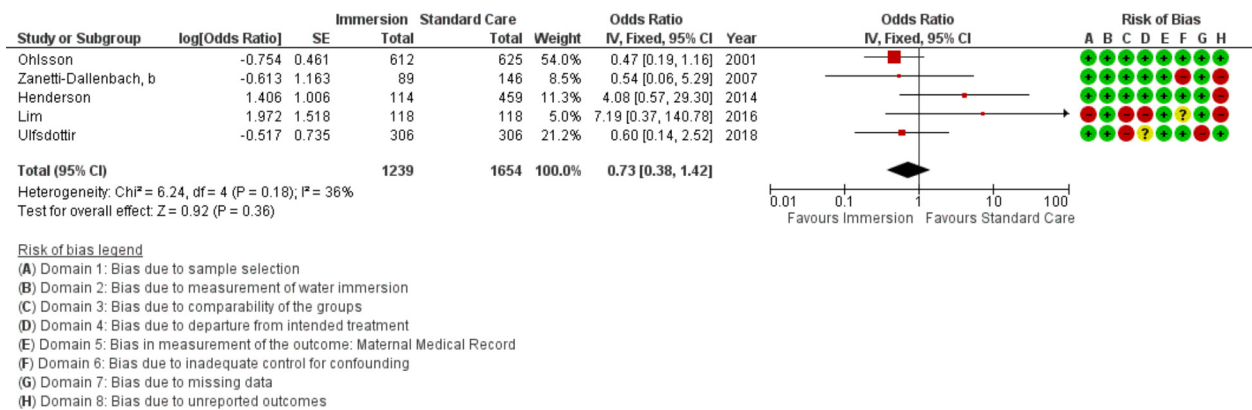 Immersion Standard Care Odds Ratio Odds Ratio Risk of Bias
Study or Subgroup log[Odds Ratio] SE Total Total Weight IV, Fixed, 95% CI Year IV, Fixed, 95% CI A B C D E F G H
Ohlsson -0.754 0.461 612 625 54.0% 0.47 [0.19, 1.16] 2001 + + + + + + + +
Zanetti-Dallenbach, b -0.613 1.163 89 146 8.5% 0.54 [0.06, 5.29] 2007 + + + + + - + -
Henderson 1.406 1.006 114 459 11.3% 4.08 [0.57, 29.30] 2014 + + + + + + + -
Lim 1.972 1.518 118 118 5.0% 7.19 [0.37, 140.78] 2016 - + - - + ? + -
Ulfsdottir -0.517 0.735 306 306 21.2% 0.60 [0.14, 2.52] 2018 + + - ? + + - +
Total (95% CI) 1239 1654 100.0% 0.73 [0.38, 1.42]
Heterogeneity: Chi² = 6.24, df = 4 (P = 0.18); I² = 36%
Test for overall effect: Z = 0.92 (P = 0.36)
0.01 0.1 1 10 100
Favours Immersion Favours Standard Care
Risk of bias legend
(A) Domain 1: Bias due to sample selection
(B) Domain 2: Bias due to measurement of water immersion
(C) Domain 3: Bias due to comparability of the groups
(D) Domain 4: Bias due to departure from intended treatment
(E) Domain 5: Bias in measurement of the outcome: Maternal Medical Record
(F) Domain 6: Bias due to inadequate control for confounding
(G) Domain 7: Bias due to missing data
(H) Domain 8: Bias due to unreported outcomes